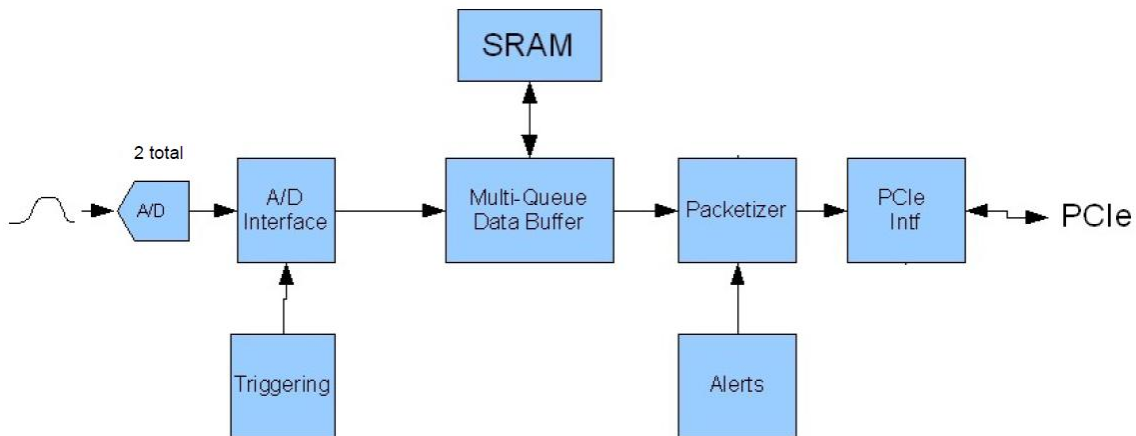 SRAM
2 total
A/D
A/D
Interface
Multi-Queue
Data Buffer
Packetizer
PCIe
Intf
PCIe
Triggering
Alerts